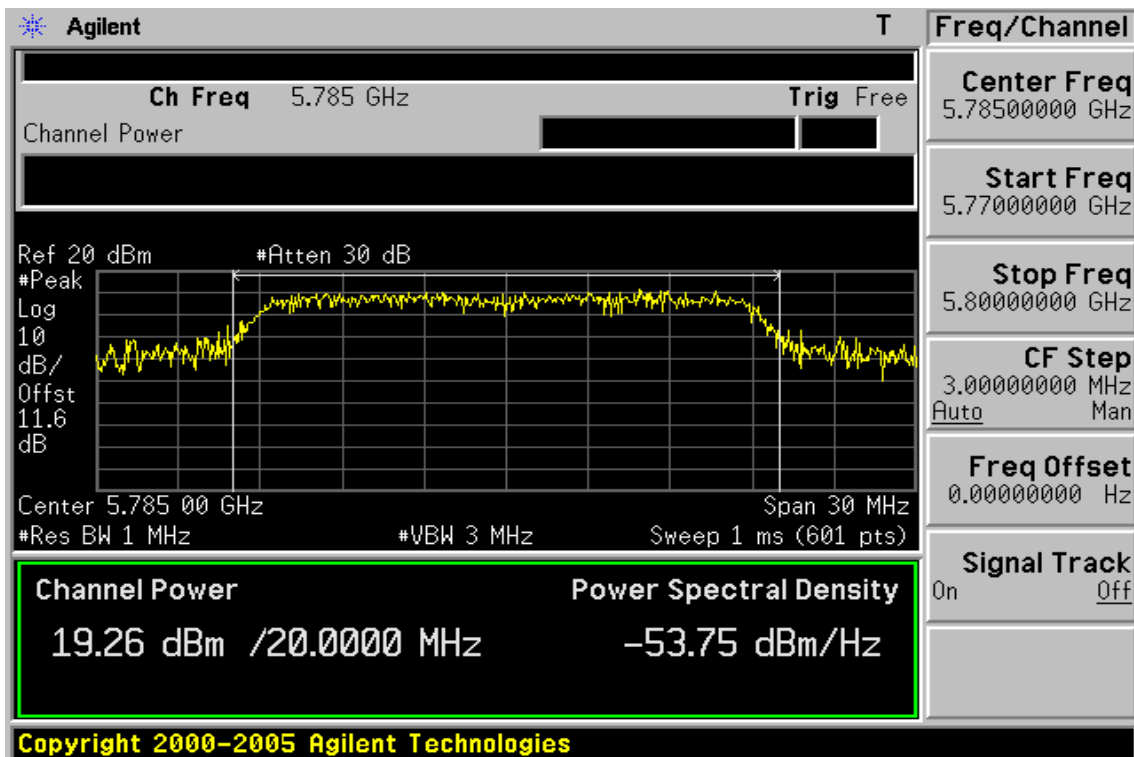 Agilent T
Ch Freq 5.785 GHz Trig Free
Channel Power
Ref 20 dBm #Atten 30 dB
#Peak
Log
10
dB/
Offst
11.6
dB
Center 5.785 00 GHz Span 30 MHz
#Res BW 1 MHz #VBW 3 MHz Sweep 1 ms (601 pts)
Channel Power Power Spectral Density
19.26 dBm /20.0000 MHz -53.75 dBm/Hz
Copyright 2000-2005 Agilent Technologies
Freq/Channel
Center Freq
5.78500000 GHz
Start Freq
5.77000000 GHz
Stop Freq
5.80000000 GHz
CF Step
3.00000000 MHz
Auto Man
Freq Offset
0.00000000 Hz
Signal Track
On Off